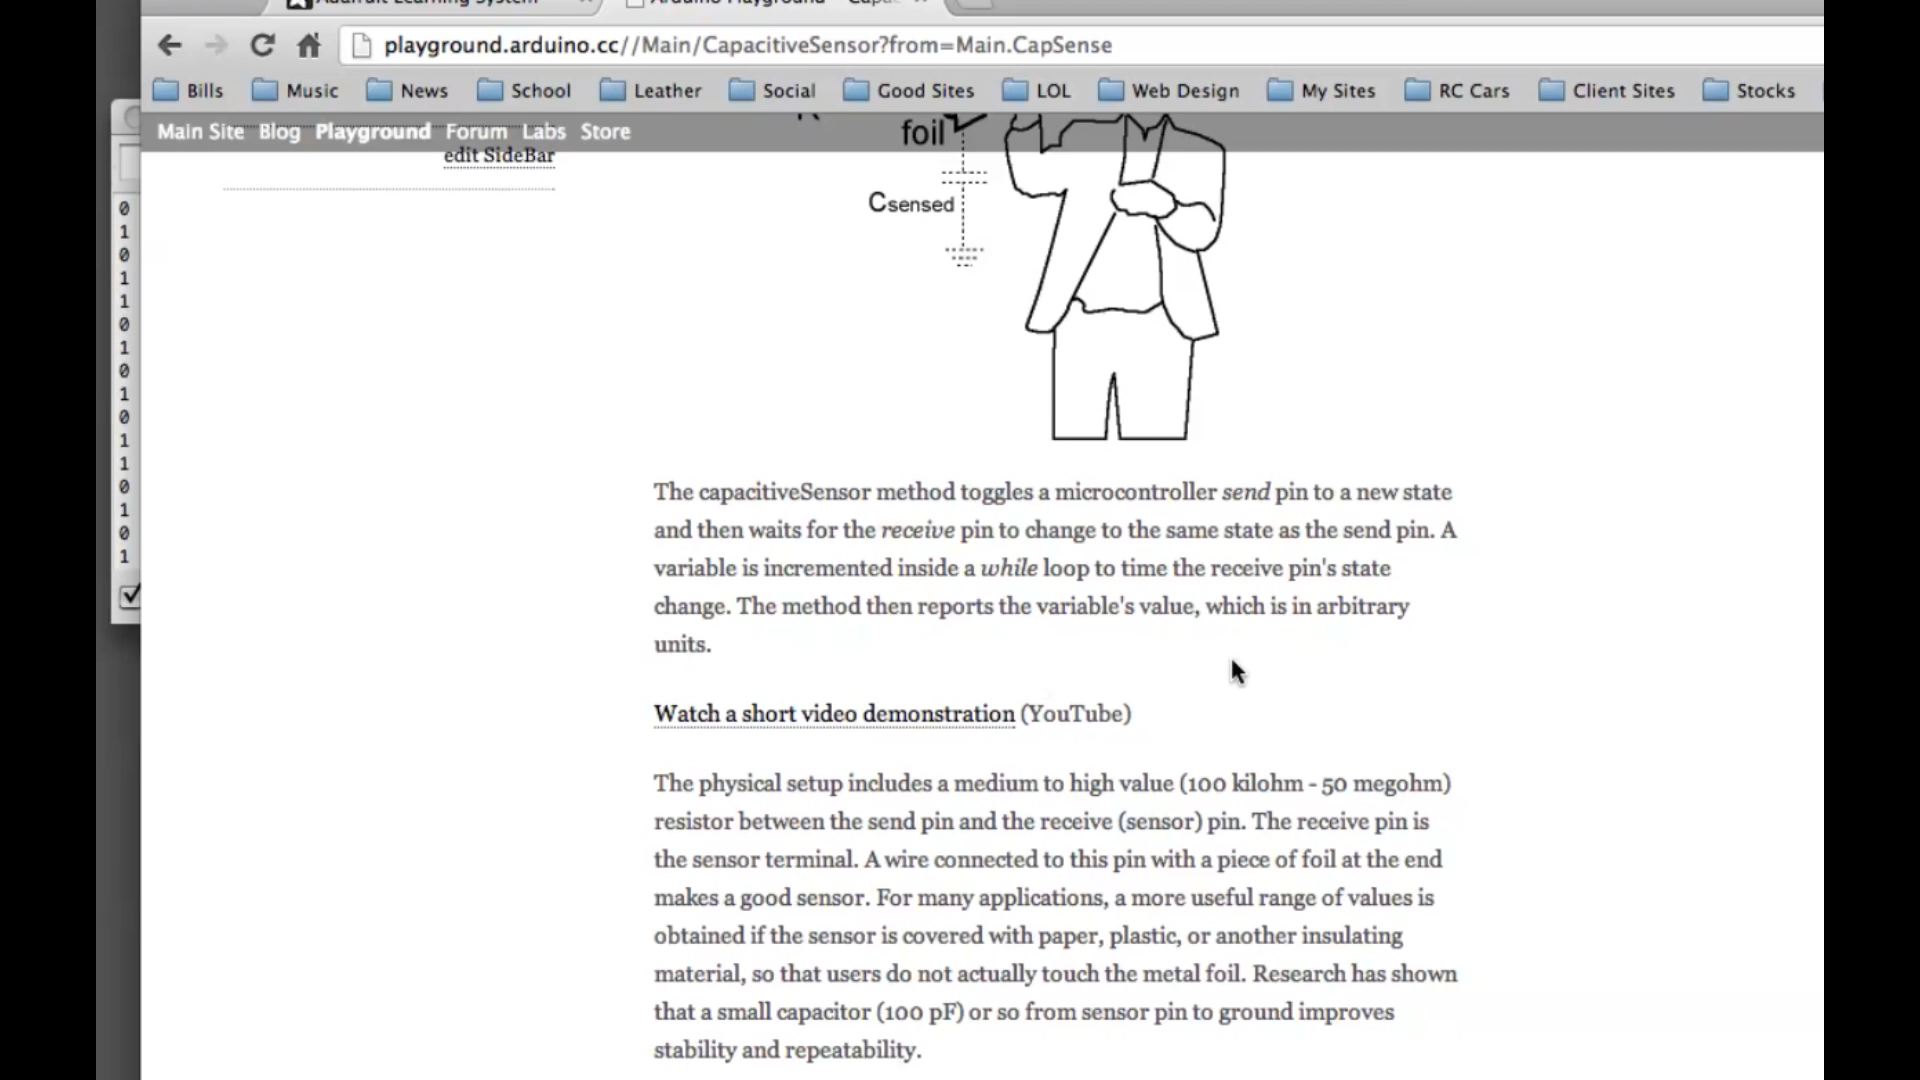 Adafruit Learning System
Arduino Playground - Capac
playground.arduino.cc//Main/CapacitiveSensor?from=Main.CapSense
Bills Music News School Leather Social Good Sites LOL Web Design My Sites RC Cars Client Sites Stocks
Main Site Blog Playground Forum Labs Store
edit SideBar
foil
Csensed
0
1
0
1
1
0
1
0
1
0
1
1
0
1
0
1
The capacitiveSensor method toggles a microcontroller send pin to a new state
and then waits for the receive pin to change to the same state as the send pin. A
variable is incremented inside a while loop to time the receive pin's state
change. The method then reports the variable's value, which is in arbitrary
units.
Watch a short video demonstration (YouTube)
The physical setup includes a medium to high value (100 kilohm - 50 megohm)
resistor between the send pin and the receive (sensor) pin. The receive pin is
the sensor terminal. A wire connected to this pin with a piece of foil at the end
makes a good sensor. For many applications, a more useful range of values is
obtained if the sensor is covered with paper, plastic, or another insulating
material, so that users do not actually touch the metal foil. Research has shown
that a small capacitor (100 pF) or so from sensor pin to ground improves
stability and repeatability.